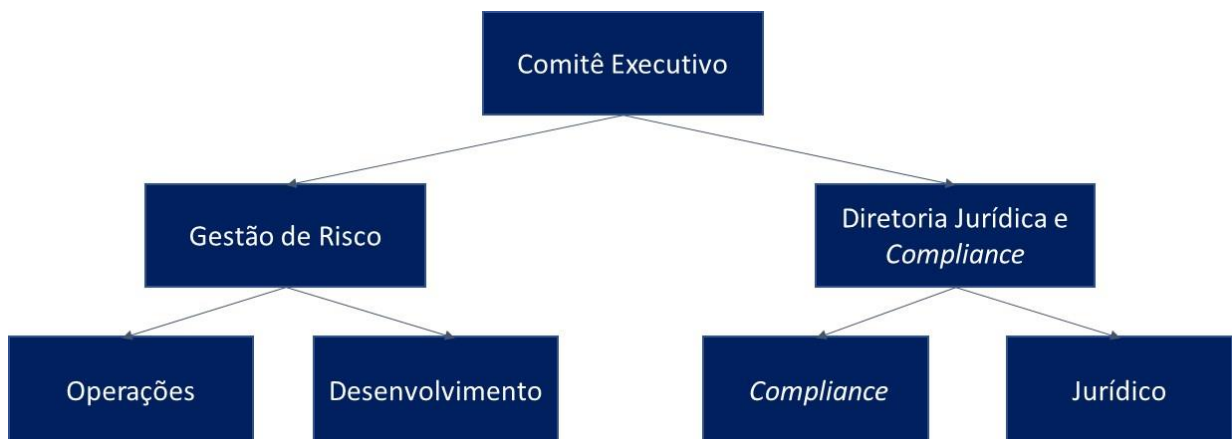 Comitê Executivo
Gestão de Risco
Diretoria Jurídica e
Compliance
Operações
Desenvolvimento
Compliance
Jurídico